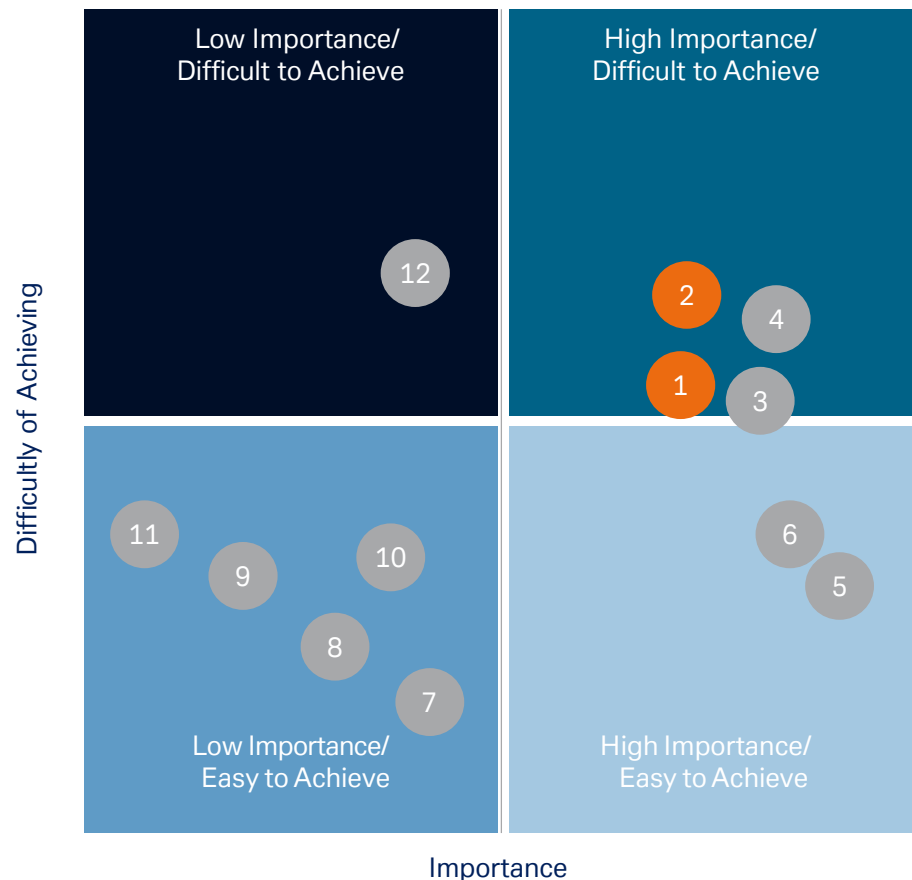 Low Importance/
Difficult to Achieve
High Importance/
Difficult to Achieve
12
2
4
1
3
Difficultly of Achieving
11
9
10
8
7
6
5
Low Importance/
Easy to Achieve
High Importance/
Easy to Achieve
Importance